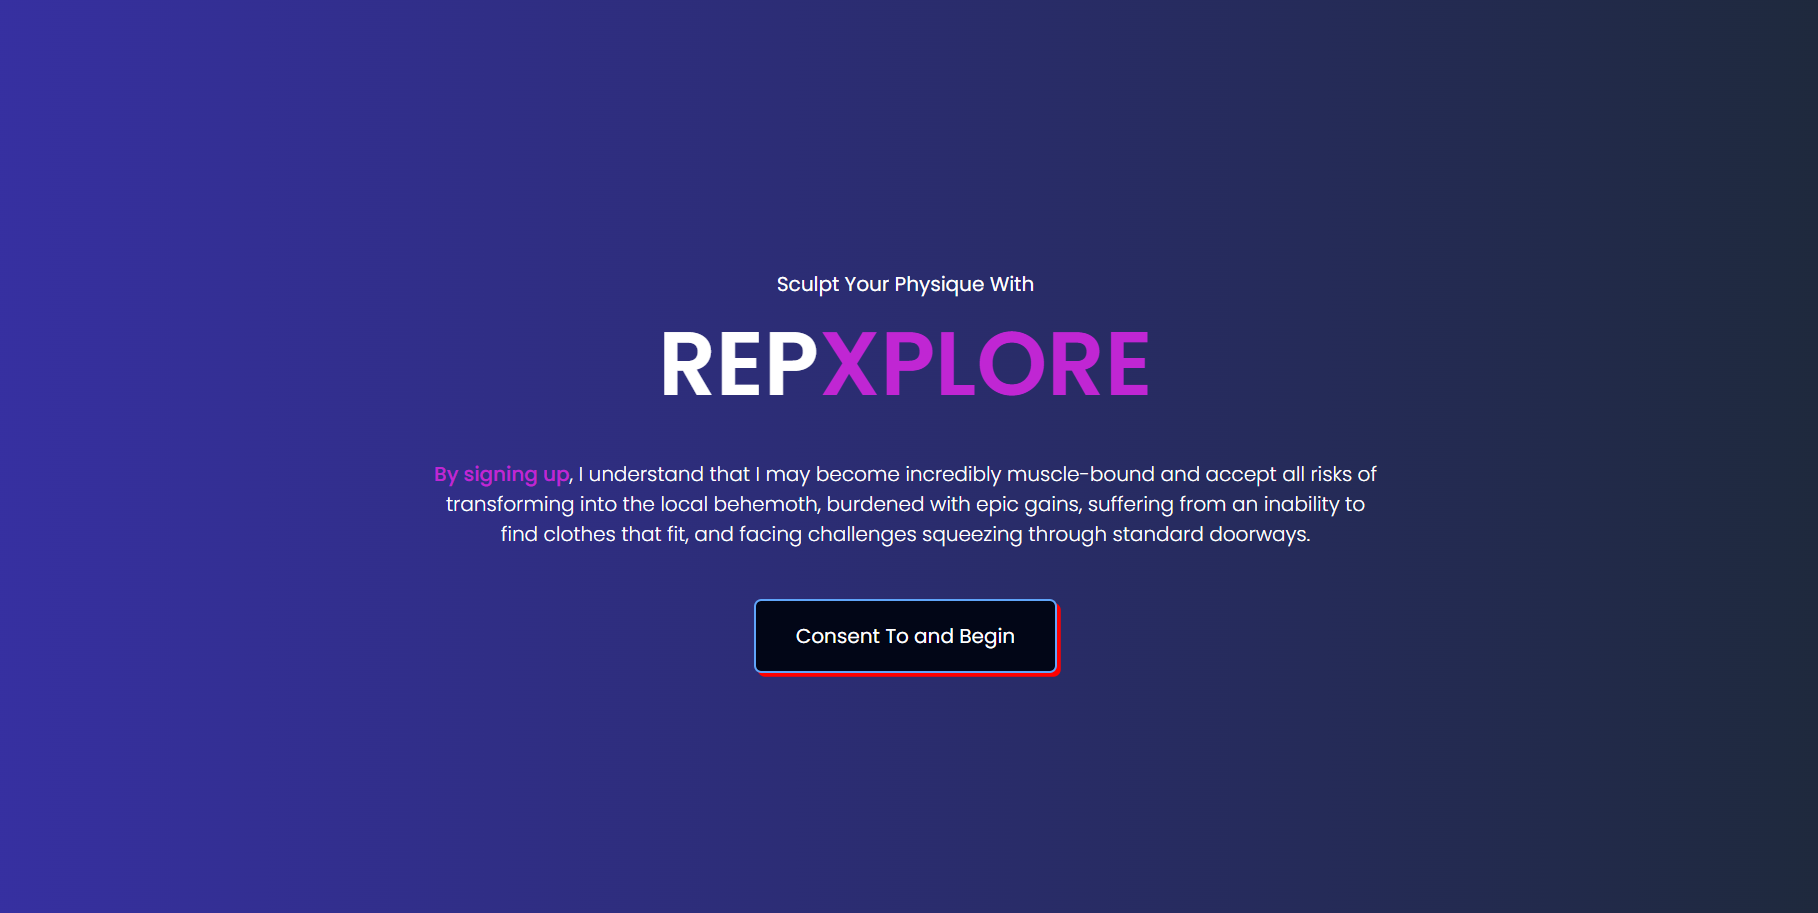 Sculpt Your Physique With
REPXPLORE
By signing up, I understand that I may become incredibly muscle-bound and accept all risks of
transforming into the local behemoth, burdened with epic gains, suffering from an inability to
find clothes that fit, and facing challenges squeezing through standard doorways.
Consent To and Begin